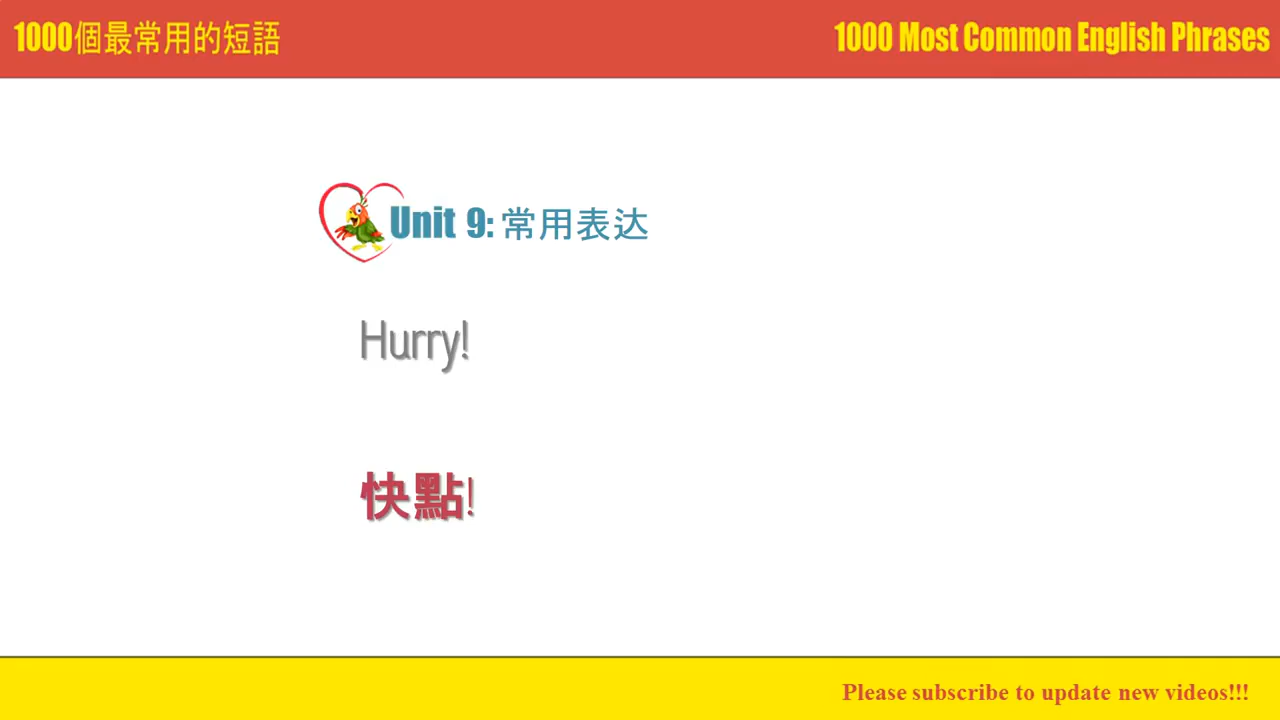 1000個最常用的短語
1000 Most Common English Phrases
Unit 9: 常用表达
Hurry!
快點!
Please subscribe to update new videos!!!